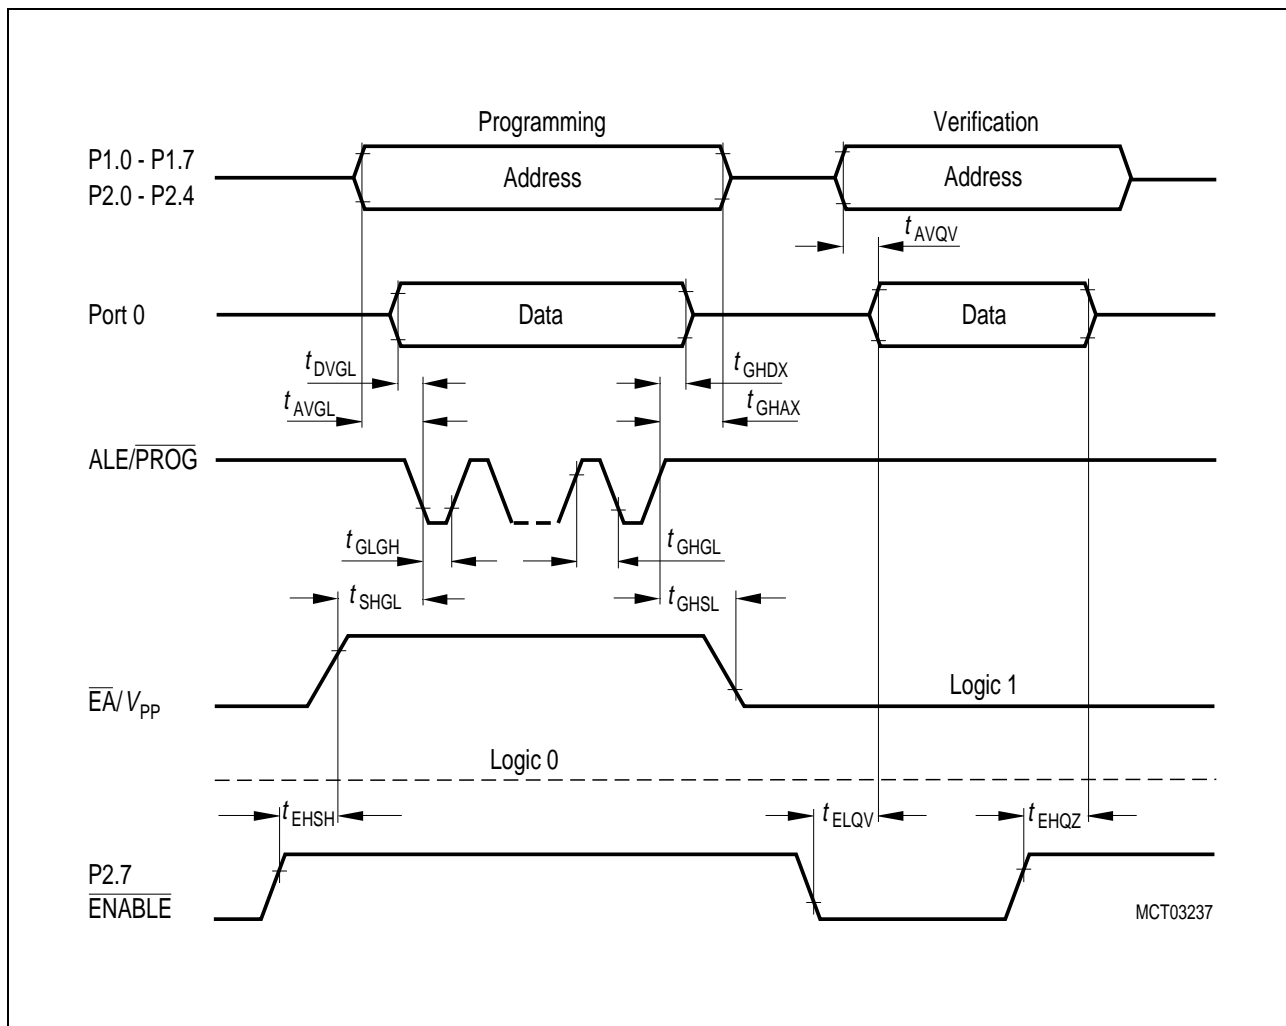 Programming
Verification
P1.0 - P1.7
P2.0 - P2.4
Address
Address
t AVQV
Port 0
Data
Data
t DVGL
t GHDX
t AVGL
t GHAX
ALE/PROG
t GLGH
t GHGL
t SHGL
t GHSL
EA/ VPP
Logic 1
Logic 0
t EHSH
t ELQV
t EHQZ
P2.7
ENABLE
MCT03237